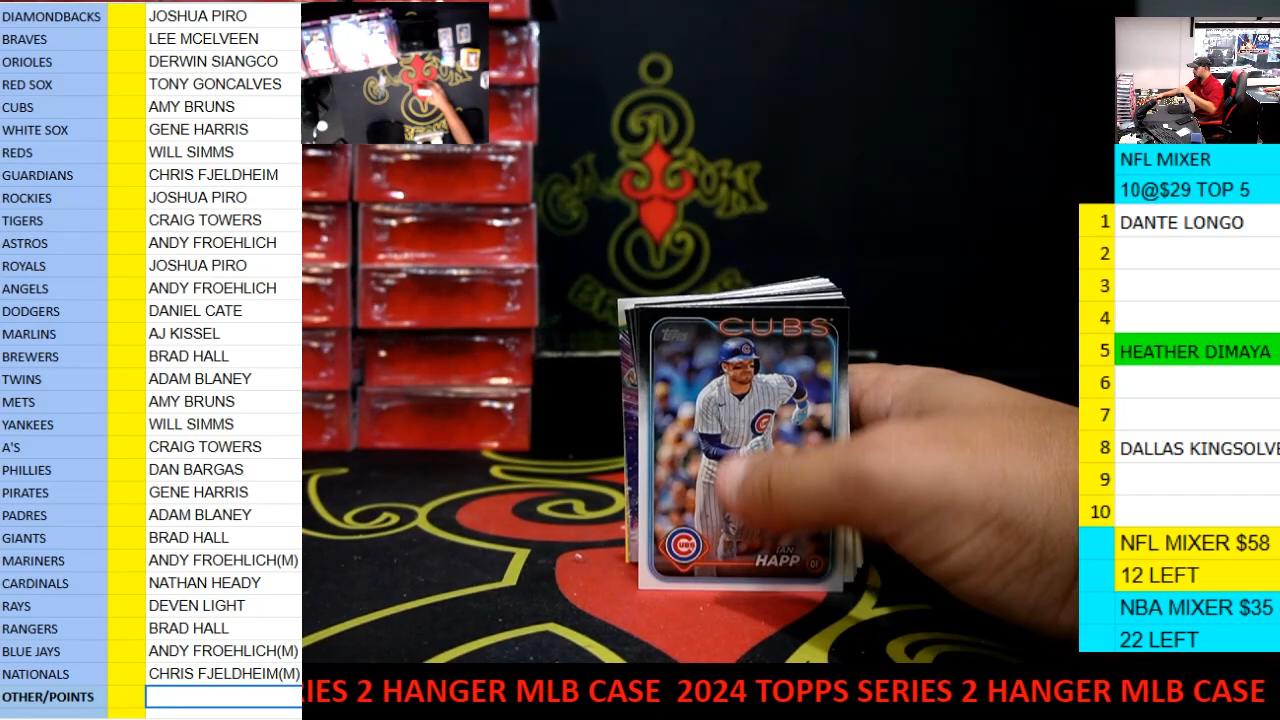 DIAMONDBACKS JOSHUA PIRO
BRAVES LEE MCELVEEN
ORIOLES DERWIN SIANGCO
RED SOX TONY GONCALVES
CUBS AMY BRUNS
WHITE SOX GENE HARRIS
REDS WILL SIMMS
GUARDIANS CHRIS FJELDHEIM
ROCKIES JOSHUA PIRO
TIGERS CRAIG TOWERS
ASTROS ANDY FROEHLICH
ROYALS JOSHUA PIRO
ANGELS ANDY FROEHLICH
DODGERS DANIEL CATE
MARLINS AJ KISSEL
BREWERS BRAD HALL
TWINS ADAM BLANEY
METS AMY BRUNS
YANKEES WILL SIMMS
A'S CRAIG TOWERS
PHILLIES DAN BARGAS
PIRATES GENE HARRIS
PADRES ADAM BLANEY
GIANTS BRAD HALL
MARINERS ANDY FROEHLICH(M)
CARDINALS NATHAN HEADY
RAYS DEVEN LIGHT
RANGERS BRAD HALL
BLUE JAYS ANDY FROEHLICH(M)
NATIONALS CHRIS FJELDHEIM(M)
OTHER/POINTS
CUBS
TOPPS
CUBS
IAN
HAPP
NFL MIXER
10@$29 TOP 5
1 DANTE LONGO
2
3
4
5 HEATHER DIMAYA
6
7
8 DALLAS KINGSOLVE
9
10
NFL MIXER $58
12 LEFT
NBA MIXER $35
22 LEFT
RIES 2 HANGER MLB CASE 2024 TOPPS SERIES 2 HANGER MLB CASE